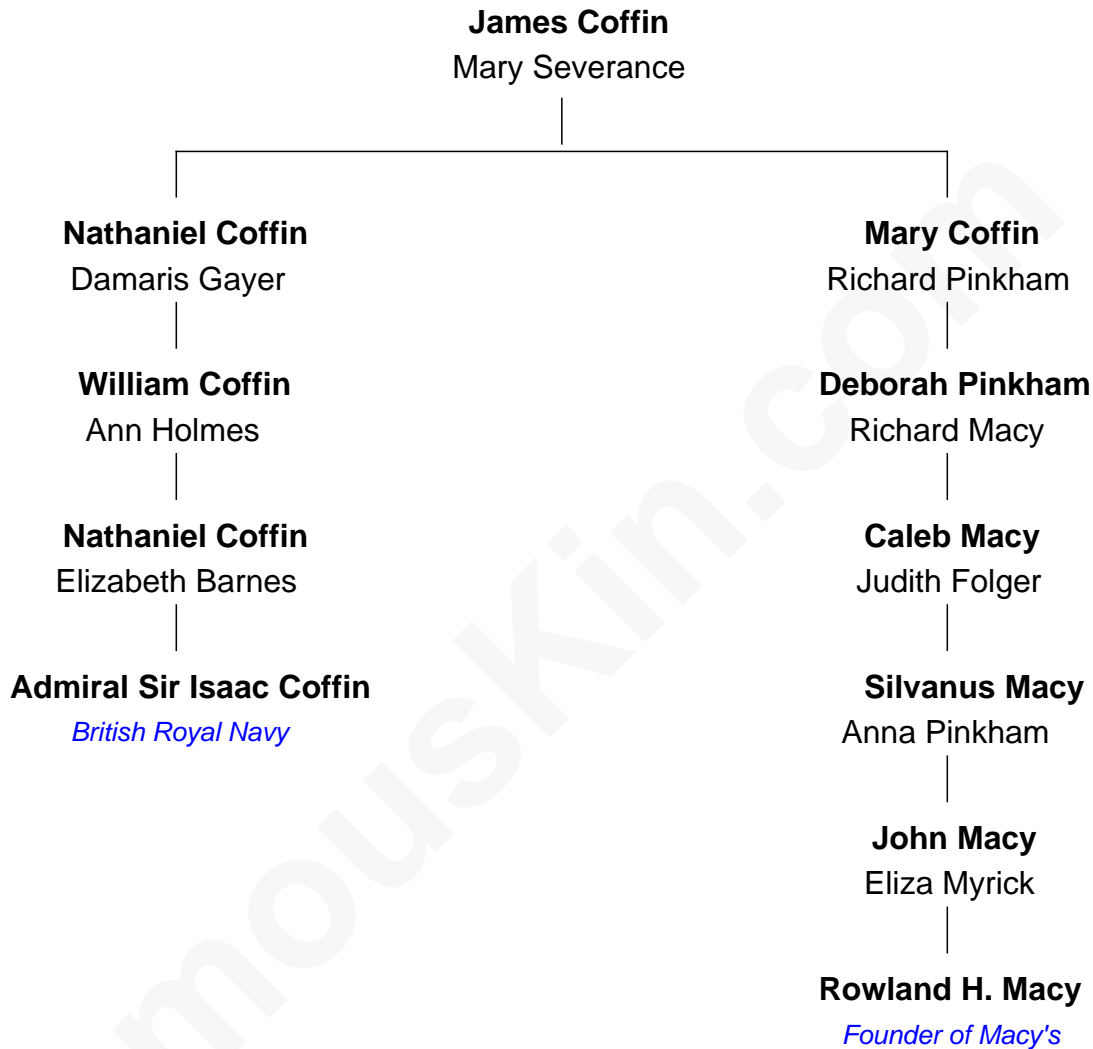 James Coffin
Mary Severance
Nathaniel Coffin
Damaris Gayer
William Coffin
Ann Holmes
Nathaniel Coffin
Elizabeth Barnes
Admiral Sir Isaac Coffin
British Royal Navy
Mary Coffin
Richard Pinkham
Deborah Pinkham
Richard Macy
Caleb Macy
Judith Folger
Silvanus Macy
Anna Pinkham
John Macy
Eliza Myrick
Rowland H. Macy
Founder of Macy's
mouskin.com